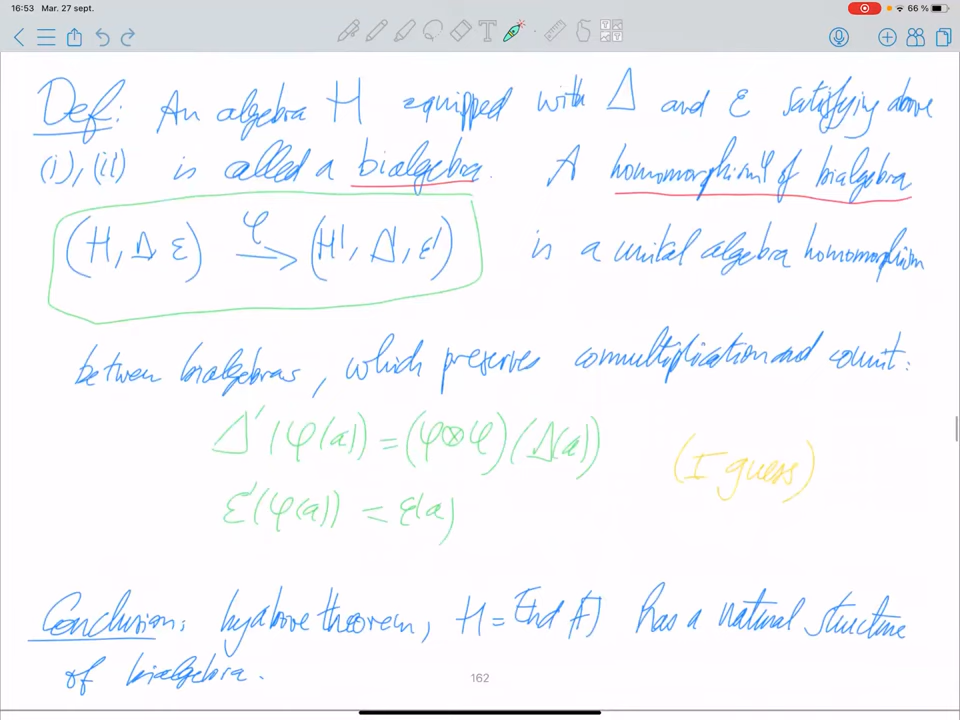 16:53 Mar. 27 sept. 66 %
Def: An algebra H equipped with Δ and ε satisfying above
(i), (ii) is called a bialgebra. A homomorphism φ of bialgebra
(H, Δ, ε) φ→ (H', Δ', ε') is a unital algebra homomorphism
between bialgebras, which preserves comultiplication and counit:
Δ'(φ(a)) = (φ⊗φ)(Δ(a))
(I guess)
ε'(φ(a)) = ε(a)
Conclusion: by above theorem, H = End F) has a natural structure
of bialgebra.
162